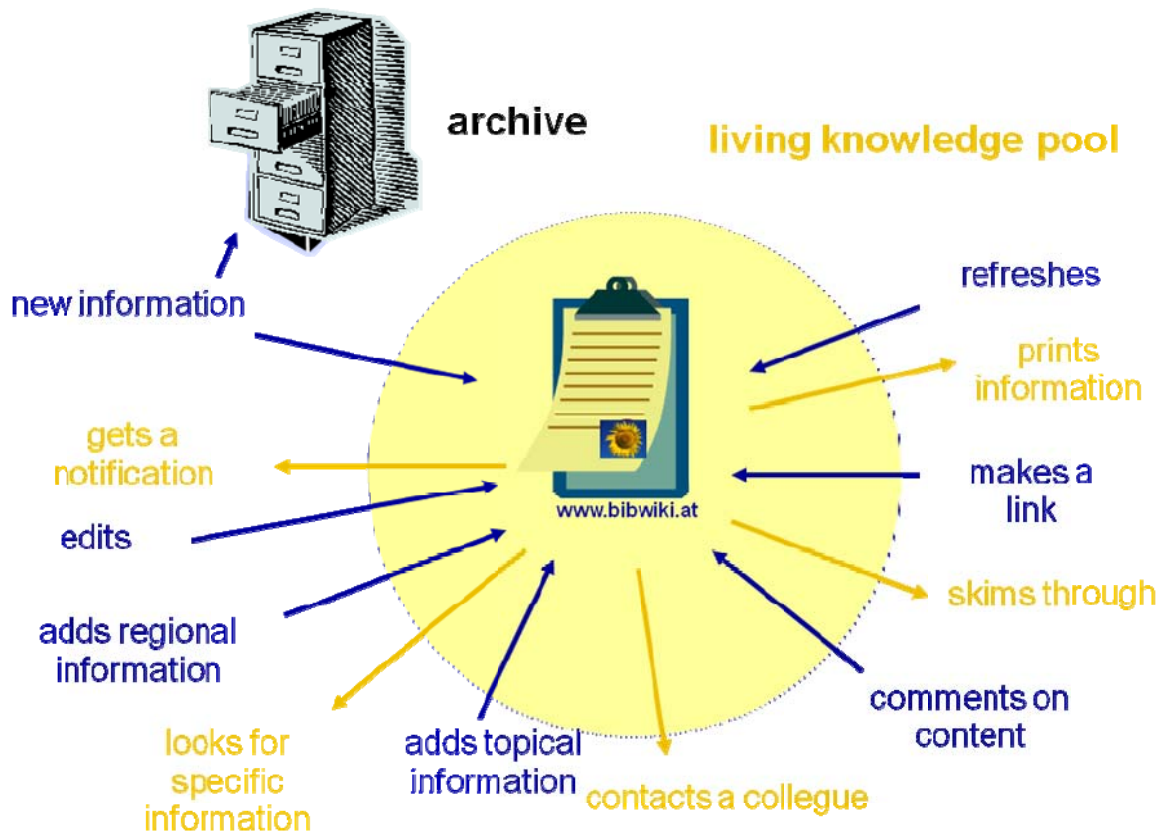 archive
living knowledge pool
new information
refreshes
prints
information
gets a
notification
www.bibwiki.at
makes a
link
edits
skims through
adds regional
information
comments on
content
looks for
specific
information
adds topical
information
contacts a collegue